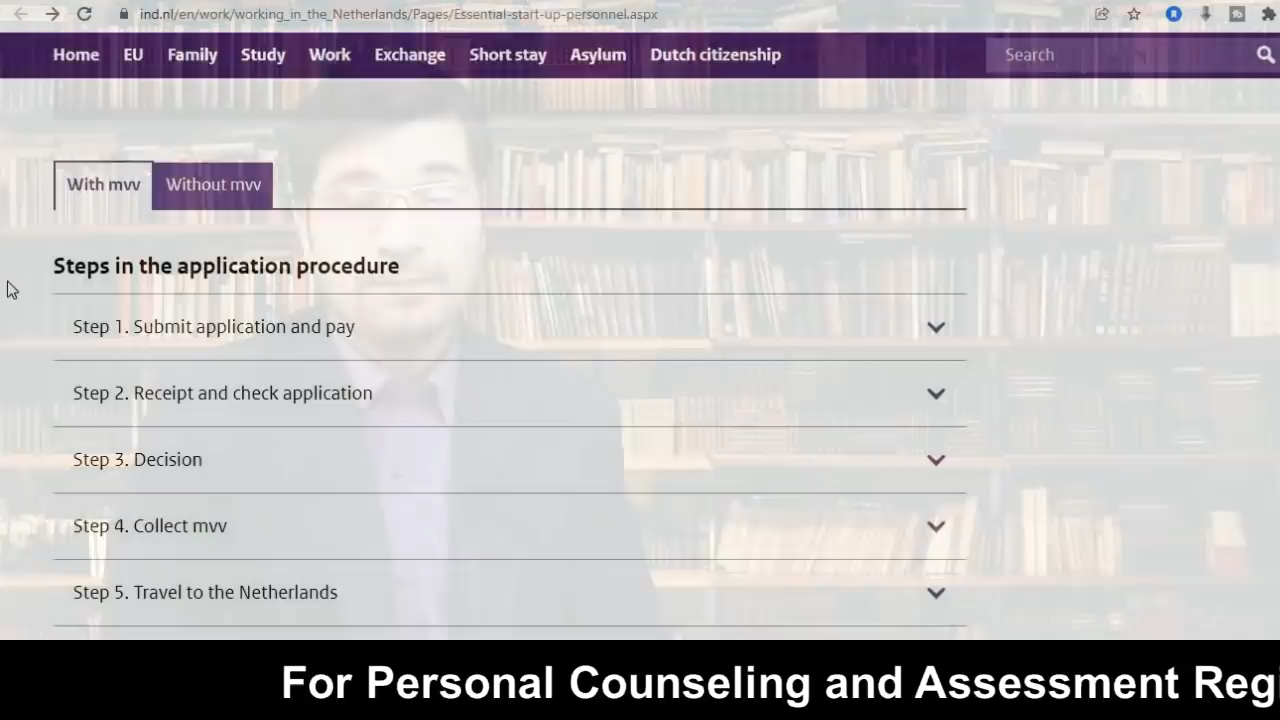 ind.nl/en/work/working_in_the_Netherlands/Pages/Essential-start-up-personnel.aspx
Home EU Family Study Work Exchange Short stay Asylum Dutch citizenship Search
With mvv Without mvv
Steps in the application procedure
Step 1. Submit application and pay
Step 2. Receipt and check application
Step 3. Decision
Step 4. Collect mvv
Step 5. Travel to the Netherlands
For Personal Counseling and Assessment Reg